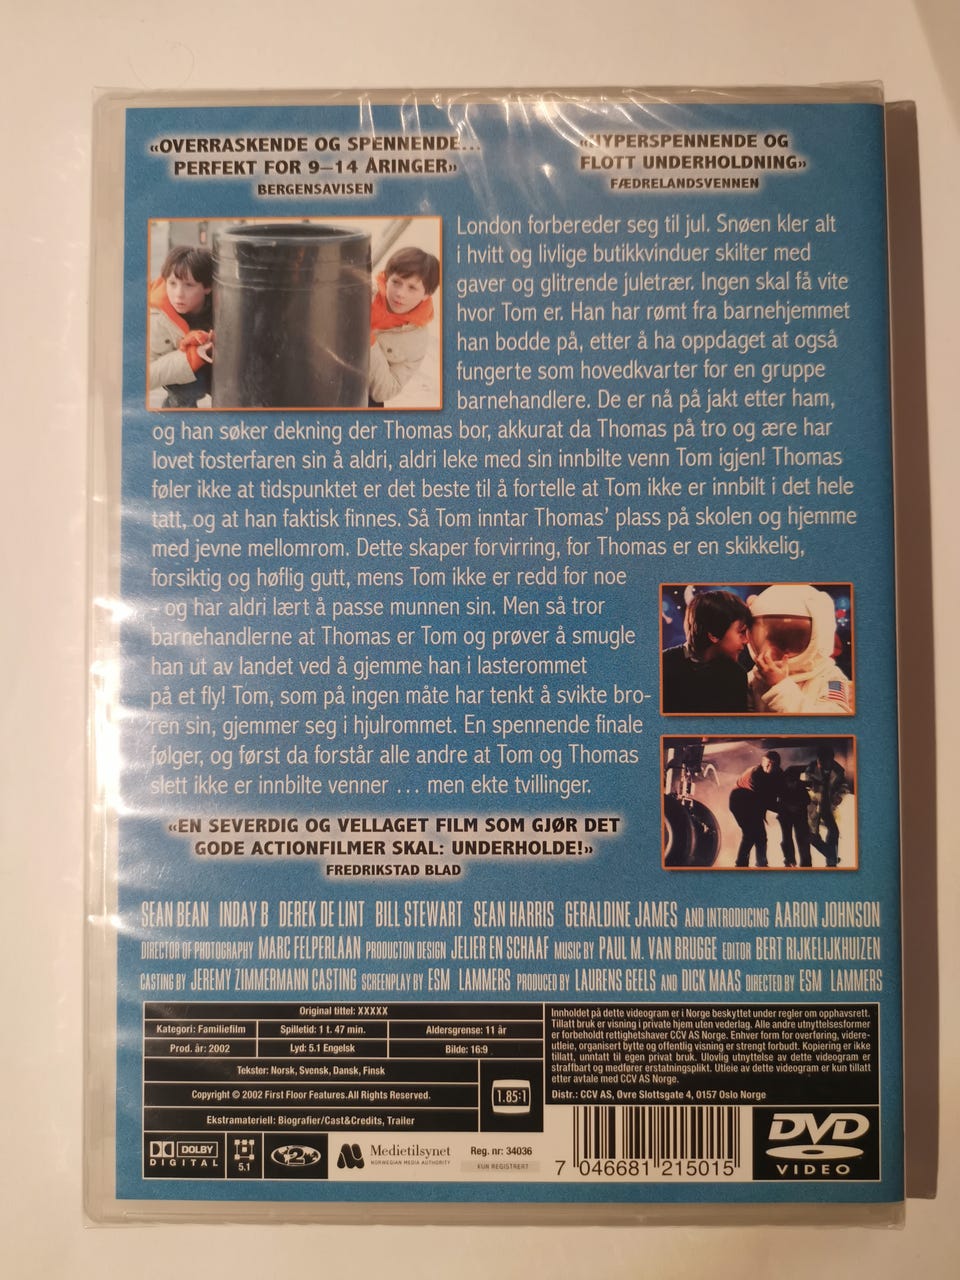 «OVERRASKENDE OG SPENNENDE...
PERFEKT FOR 9–14 ÅRINGER»
BERGENSAVISEN
«HYPERSPENNENDE OG
FLOTT UNDERHOLDNING»
FÆDRELANDSVENNEN
London forbereder seg til jul. Snøen kler alt
i hvitt og livlige butikkvinduer skilter med
gaver og glitrende juletrær. Ingen skal få vite
hvor Tom er. Han har rømt fra barnehjemmet
han bodde på, etter å ha oppdaget at også
fungerte som hovedkvarter for en gruppe
barnehandlere. De er nå på jakt etter ham,
og han søker dekning der Thomas bor, akkurat da Thomas på tro og ære har
lovet fosterfaren sin å aldri, aldri leke med sin innbilte venn Tom igjen! Thomas
føler ikke at tidspunktet er det beste til å fortelle at Tom ikke er innbilt i det hele
tatt, og at han faktisk finnes. Så Tom inntar Thomas’ plass på skolen og hjemme
med jevne mellomrom. Dette skaper forvirring, for Thomas er en skikkelig,
forsiktig og høflig gutt, mens Tom ikke er redd for noe
- og har aldri lært å passe munnen sin. Men så tror
barnehandlerne at Thomas er Tom og prøver å smugle
han ut av landet ved å gjemme han i lasterommet
på et fly! Tom, som på ingen måte har tenkt å svikte bro-
ren sin, gjemmer seg i hjulrommet. En spennende finale
følger, og først da forstår alle andre at Tom og Thomas
slett ikke er innbilte venner ... men ekte tvillinger.
«EN SEVERDIG OG VELLAGET FILM SOM GJØR DET
GODE ACTIONFILMER SKAL: UNDERHOLDE!»
FREDRIKSTAD BLAD
SEAN BEAN INDAY B DEREK DE LINT BILL STEWART SEAN HARRIS GERALDINE JAMES AND INTRODUCING AARON JOHNSON
DIRECTOR OF PHOTOGRAPHY MARC FELPERLAAN PRODUCTON DESIGN JELIER EN SCHAAF MUSIC BY PAUL M. VAN BRUGGE EDITOR BERT RIJKELIJKHUIZEN
CASTING BY JEREMY ZIMMERMANN CASTING SCREENPLAY BY ESM LAMMERS PRODUCED BY LAURENS GEELS AND DICK MAAS DIRECTED BY ESM LAMMERS
Original tittel: XXXXX
Kategori: Familiefilm Spilletid: 1 t. 47 min. Aldersgrense: 11 år
Prod. år: 2002 Lyd: 5.1 Engelsk Bilde: 16:9
Tekster: Norsk, Svensk, Dansk, Finsk
Copyright © 2002 First Floor Features.All Rights Reserved.
Ekstramateriell: Biografier/Cast&Credits, Trailer
1.85:1
Innholdet på dette videogram er i Norge beskyttet under regler om opphavsrett.
Tillatt bruk er visning i private hjem uten vederlag. Alle andre utnyttelsesformer
er forbeholdt rettighetshaver CCV AS Norge. Enhver form for overføring, videre-
utleie, organisert bytte og offentlig visning er strengt forbudt. Kopiering er ikke
tillatt, unntatt til egen privat bruk. Ulovlig utnyttelse av dette videogram er
straffbart og medfører erstatningsplikt. Utleie av dette videogram er kun tillatt
etter avtale med CCV AS Norge.
Distr.: CCV AS, Øvre Slottsgate 4, 0157 Oslo Norge
DOLBY
DIGITAL
5.1
2
Medietilsynet
NORWEGIAN MEDIA AUTHORITY
Reg. nr: 34036
KUN REGISTRERT
7 046681 215015
DVD
VIDEO